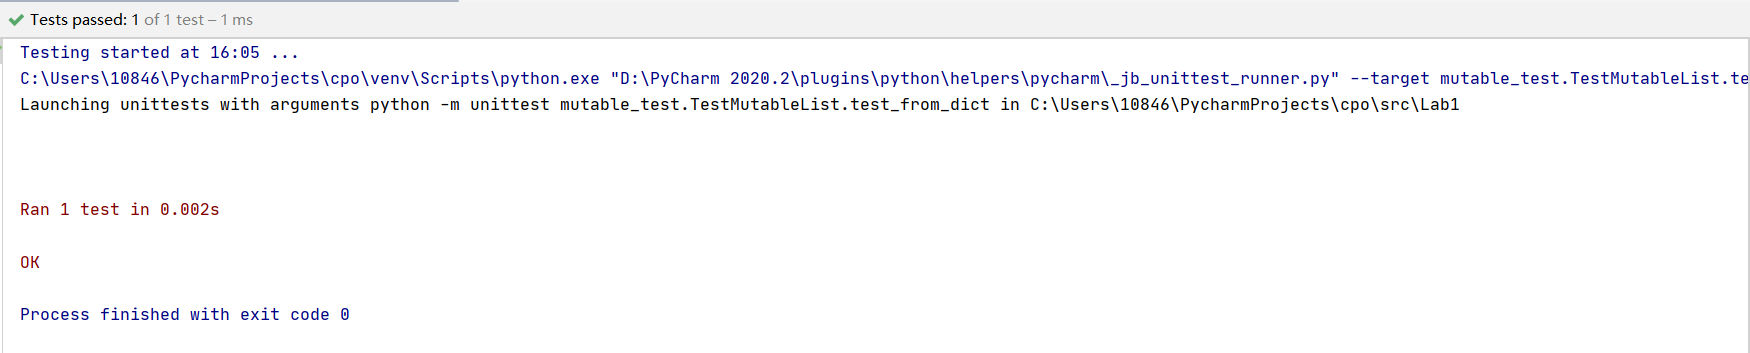 Tests passed: 1 of 1 test – 1 ms
Testing started at 16:05 ...
C:\Users\10846\PycharmProjects\cpo\venv\Scripts\python.exe "D:\PyCharm 2020.2\plugins\python\helpers\pycharm\_jb_unittest_runner.py" --target mutable_test.TestMutableList.te
Launching unittests with arguments python -m unittest mutable_test.TestMutableList.test_from_dict in C:\Users\10846\PycharmProjects\cpo\src\Lab1
Ran 1 test in 0.002s
OK
Process finished with exit code 0